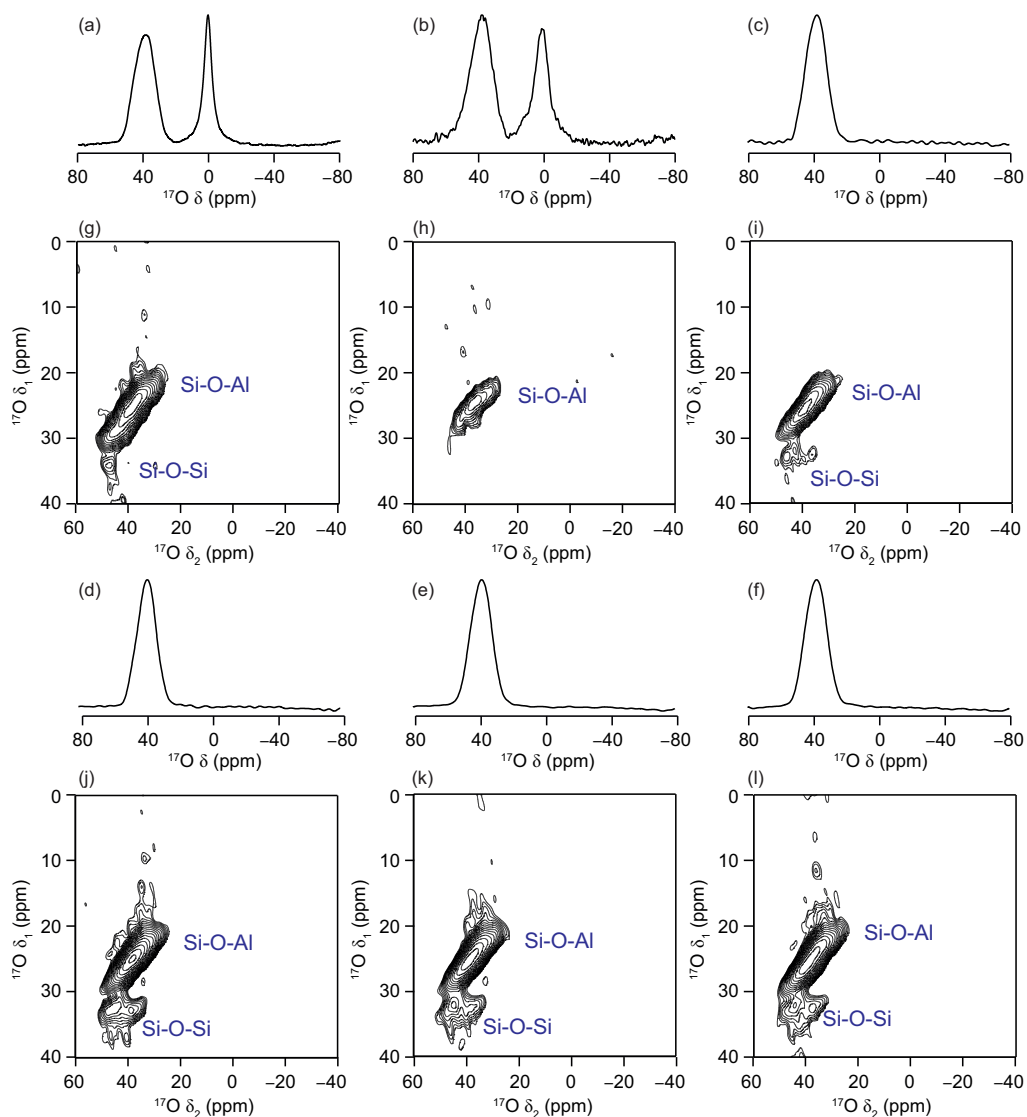 (a) (b) (c)
80 40 0 −40 −80 80 40 0 −40 −80 80 40 0 −40 −80
¹⁷O δ (ppm) ¹⁷O δ (ppm) ¹⁷O δ (ppm)
(g) (h) (i)
0 10 20 30 40
¹⁷O δ₁ (ppm)
Si-O-Al
Si-O-Si
60 40 20 0 −20 −40
¹⁷O δ₂ (ppm)
0 10 20 30 40
¹⁷O δ₁ (ppm)
Si-O-Al
60 40 20 0 −20 −40
¹⁷O δ₂ (ppm)
0 10 20 30 40
¹⁷O δ₁ (ppm)
Si-O-Al
Si-O-Si
60 40 20 0 −20 −40
¹⁷O δ₂ (ppm)
(d) (e) (f)
80 40 0 −40 −80 80 40 0 −40 −80 80 40 0 −40 −80
¹⁷O δ (ppm) ¹⁷O δ (ppm) ¹⁷O δ (ppm)
(j) (k) (l)
0 10 20 30 40
¹⁷O δ₁ (ppm)
Si-O-Al
Si-O-Si
60 40 20 0 −20 −40
¹⁷O δ₂ (ppm)
0 10 20 30 40
¹⁷O δ₁ (ppm)
Si-O-Al
Si-O-Si
60 40 20 0 −20 −40
¹⁷O δ₂ (ppm)
0 10 20 30 40
¹⁷O δ₁ (ppm)
Si-O-Al
Si-O-Si
60 40 20 0 −20 −40
¹⁷O δ₂ (ppm)